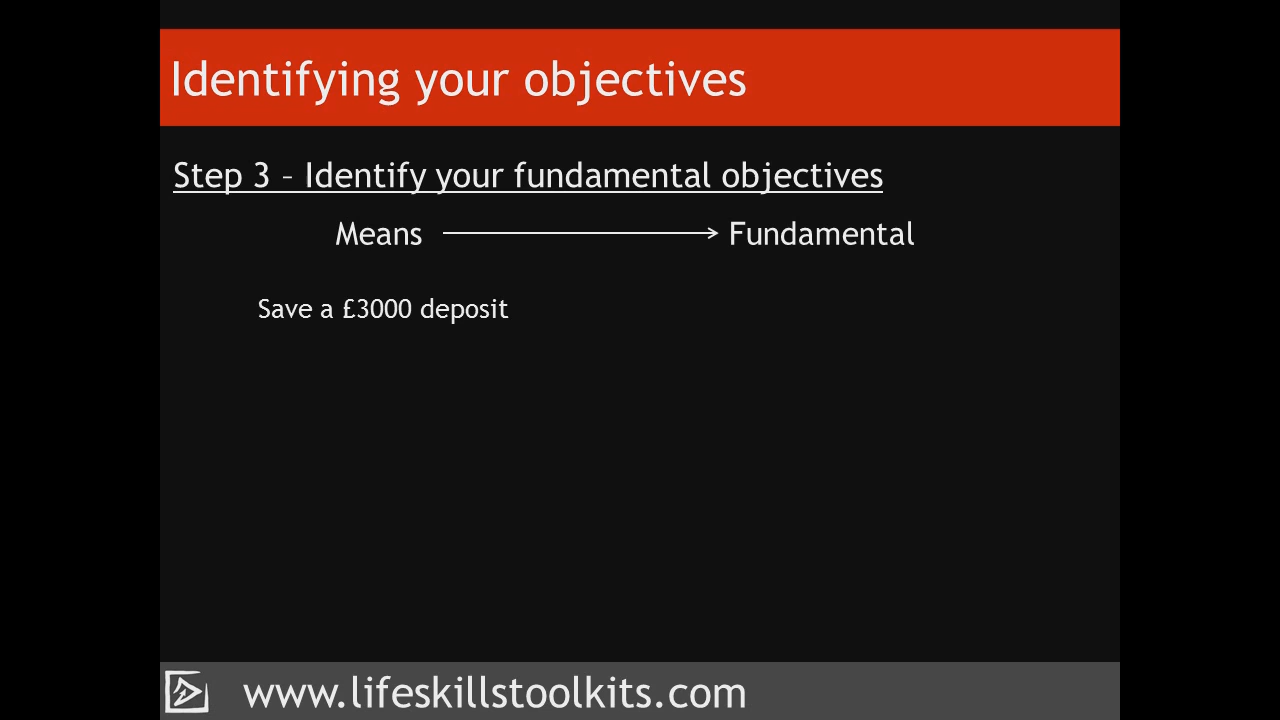 Identifying your objectives
Step 3 – Identify your fundamental objectives
Means Fundamental
Save a £3000 deposit
www.lifeskillstoolkits.com